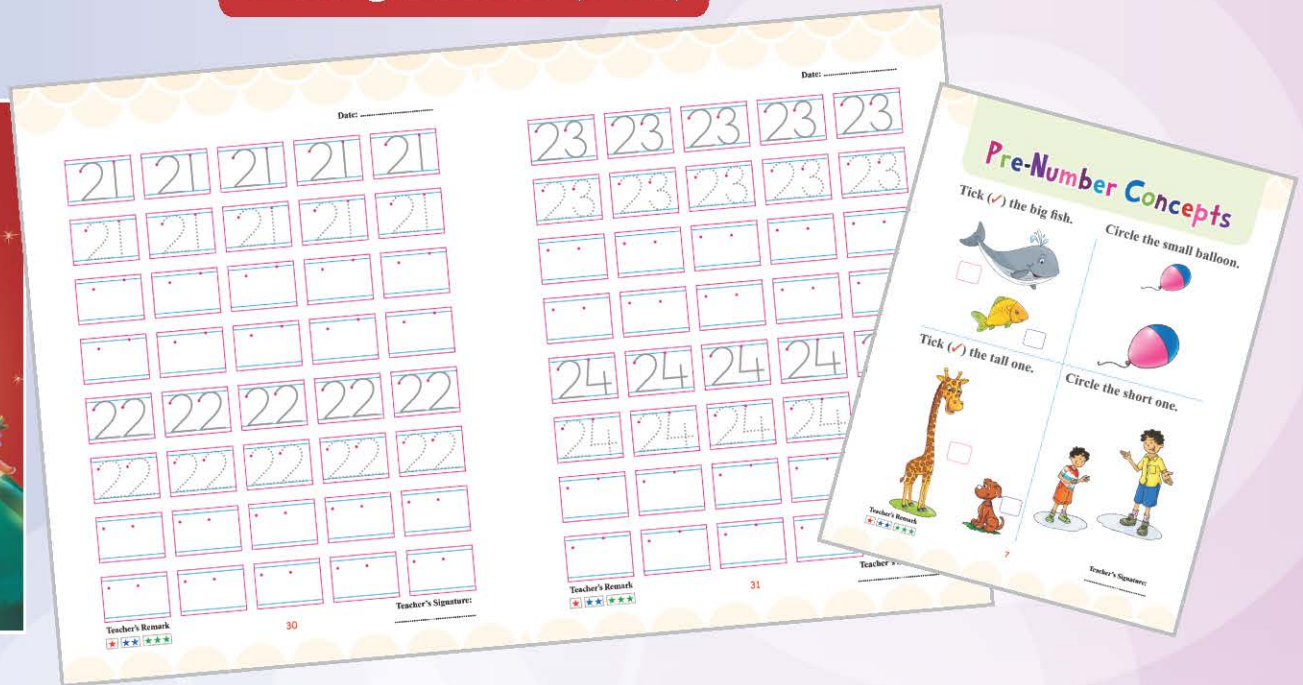 Date:
21 21 21 21 21
21 21 21 21 21
22 22 22 22 22
22 22 22 22 22
Teacher's Remark
30
Teacher's Signature:
Date:
23 23 23 23 23
23 23 23 23 23
24 24 24 24
24 24 24 24
Teacher's Remark
31
Pre-Number Concepts
Tick (✓) the big fish.
Circle the small balloon.
Tick (✓) the tall one.
Circle the short one.
Teacher's Remark
7
Teacher's Signature: